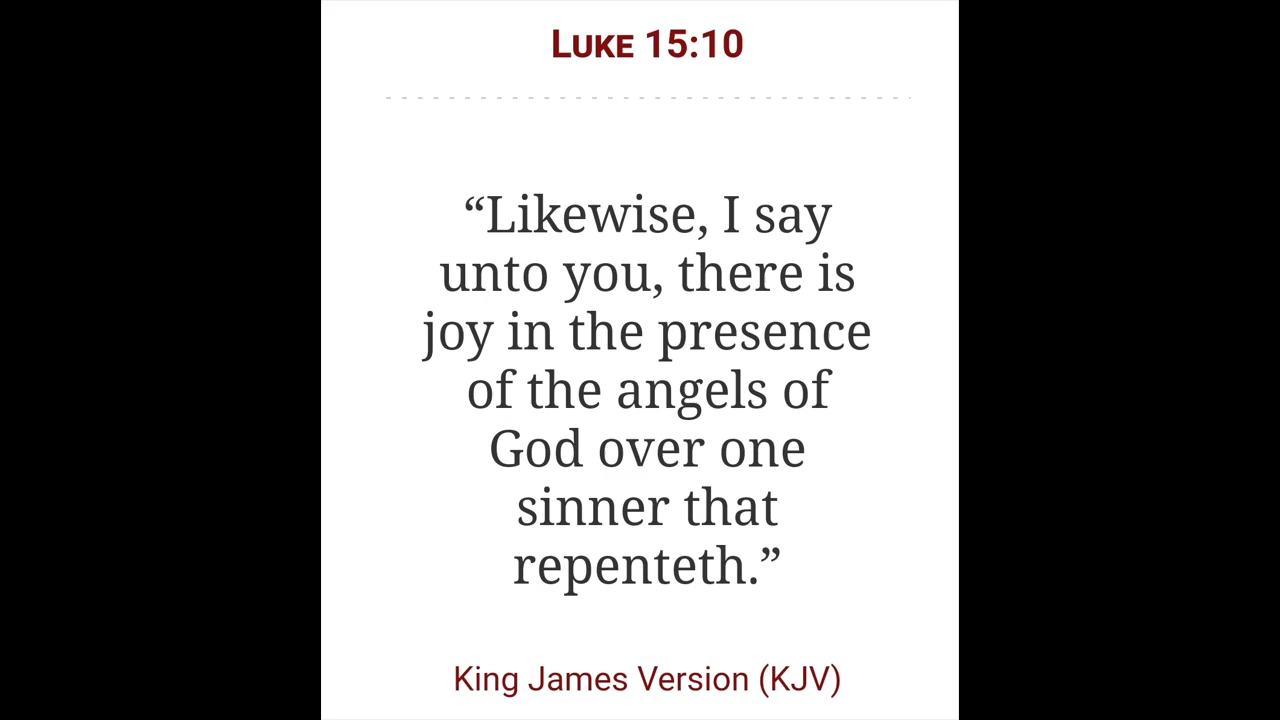 Luke 15:10
“Likewise, I say
unto you, there is
joy in the presence
of the angels of
God over one
sinner that
repenteth.”
King James Version (KJV)